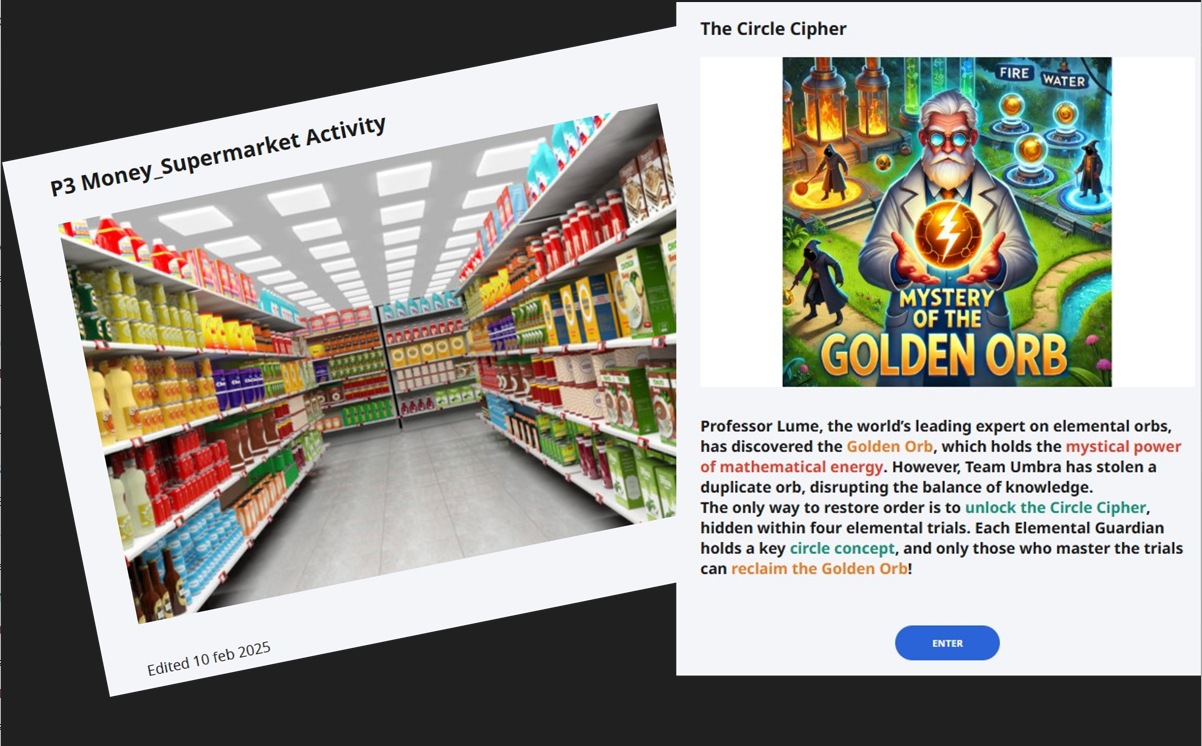 P3 Money_Supermarket Activity
Edited 10 feb 2025
The Circle Cipher
FIRE WATER
MYSTERY
OF THE
GOLDEN ORB
Professor Lume, the world’s leading expert on elemental orbs,
has discovered the Golden Orb, which holds the mystical power
of mathematical energy. However, Team Umbra has stolen a
duplicate orb, disrupting the balance of knowledge.
The only way to restore order is to unlock the Circle Cipher,
hidden within four elemental trials. Each Elemental Guardian
holds a key circle concept, and only those who master the trials
can reclaim the Golden Orb!
ENTER